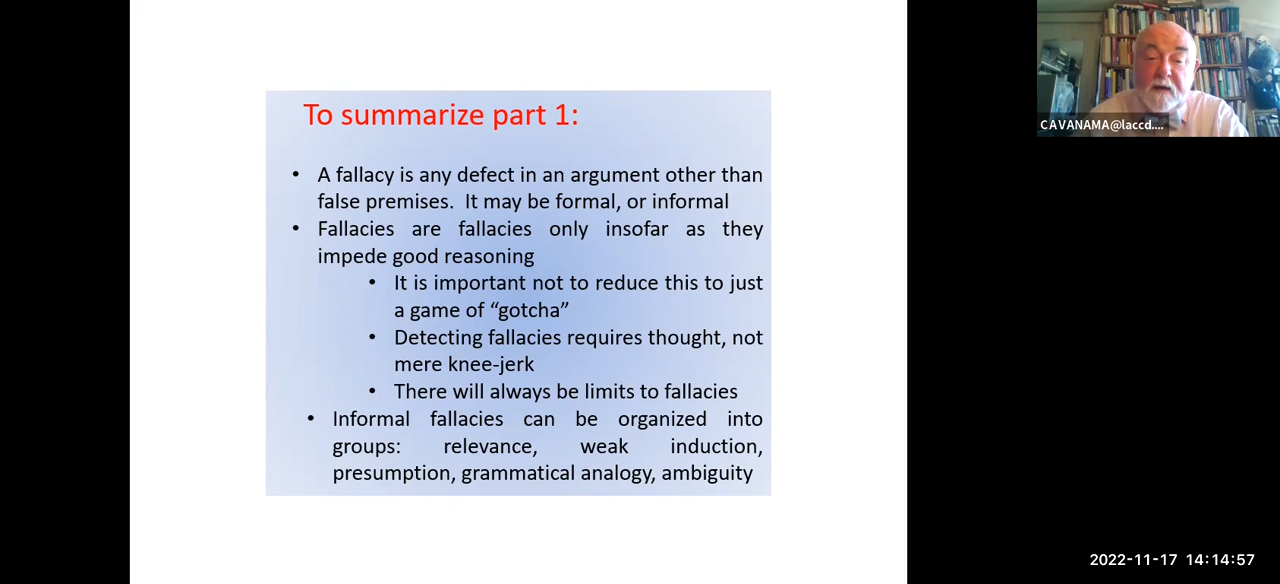 To summarize part 1:
• A fallacy is any defect in an argument other than
false premises.  It may be formal, or informal
• Fallacies are fallacies only insofar as they
impede good reasoning
• It is important not to reduce this to just
a game of “gotcha”
• Detecting fallacies requires thought, not
mere knee-jerk
• There will always be limits to fallacies
• Informal fallacies can be organized into
groups: relevance, weak induction,
presumption, grammatical analogy, ambiguity
CAVANAMA@laccd....
2022-11-17 14:14:57